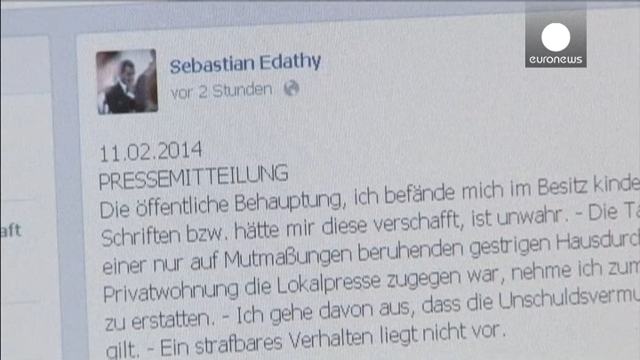 euronews
Sebastian Edathy
vor 2 Stunden
11.02.2014
PRESSEMITTEILUNG
Die öffentliche Behauptung, ich befände mich im Besitz
Schriften bzw. hätte mir diese verschafft, ist unwahr. - Die
aft
einer nur auf Mutmaßungen beruhenden gestrigen
Privatwohnung die Lokalpresse zugegen war, nehme ich zum
zu erstatten. - Ich gehe davon aus, dass die
gilt. - Ein strafbares Verhalten liegt nicht vor.